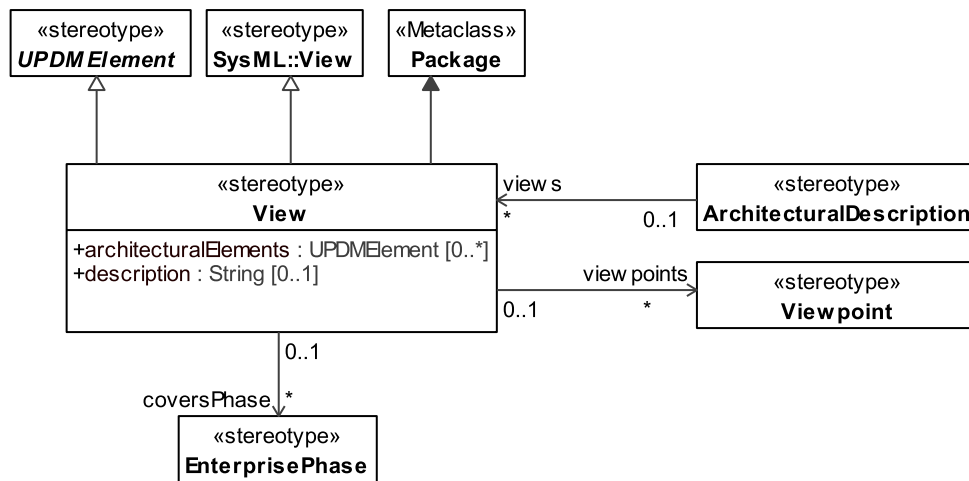 «stereotype»
UPDMElement
«stereotype»
SysML::View
«Metaclass»
Package
«stereotype»
View
+architecturalElements : UPDMElement [0..*]
+description : String [0..1]
views
*
0..1
«stereotype»
ArchitecturalDescription
viewpoints
0..1
*
«stereotype»
Viewpoint
0..1
coversPhase
*
«stereotype»
EnterprisePhase